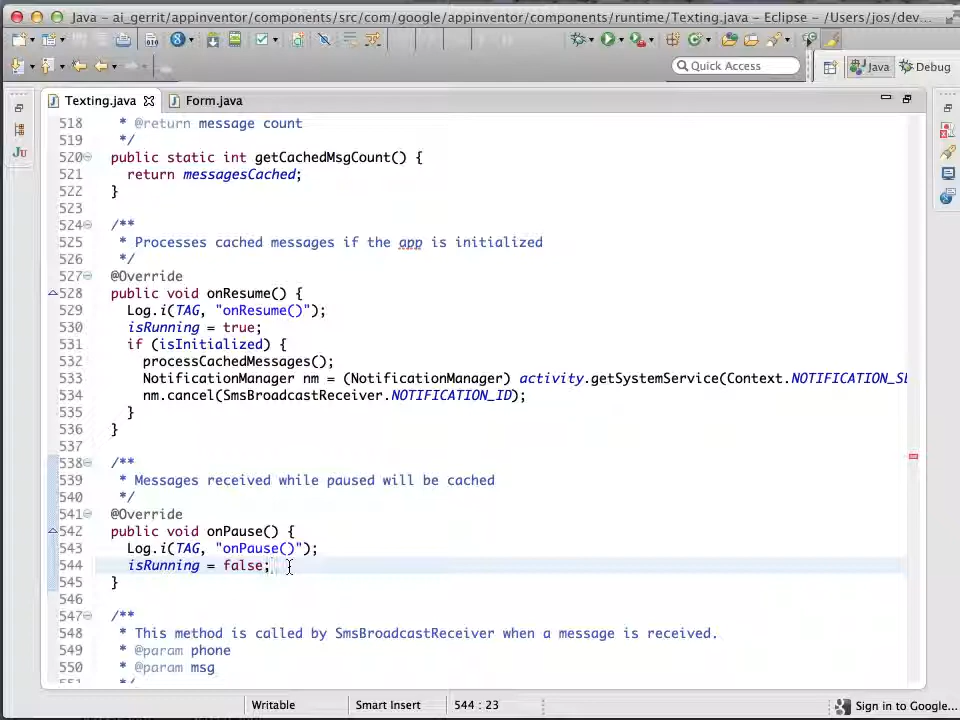 Java – ai_gerrit/appinventor/components/src/com/google/appinventor/components/runtime/Texting.java – Eclipse – /Users/jos/dev...
Quick Access
Java
Debug
Texting.java
Form.java
518 * @return message count
519 */
520 public static int getCachedMsgCount() {
521 return messagesCached;
522 }
523
524 /**
525 * Processes cached messages if the app is initialized
526 */
527 @Override
528 public void onResume() {
529 Log.i(TAG, "onResume()");
530 isRunning = true;
531 if (isInitialized) {
532 processCachedMessages();
533 NotificationManager nm = (NotificationManager) activity.getSystemService(Context.NOTIFICATION_SE
534 nm.cancel(SmsBroadcastReceiver.NOTIFICATION_ID);
535 }
536 }
537
538 /**
539 * Messages received while paused will be cached
540 */
541 @Override
542 public void onPause() {
543 Log.i(TAG, "onPause()");
544 isRunning = false;
545 }
546
547 /**
548 * This method is called by SmsBroadcastReceiver when a message is received.
549 * @param phone
550 * @param msg
551 */
Writable
Smart Insert
544 : 23
Sign in to Google...